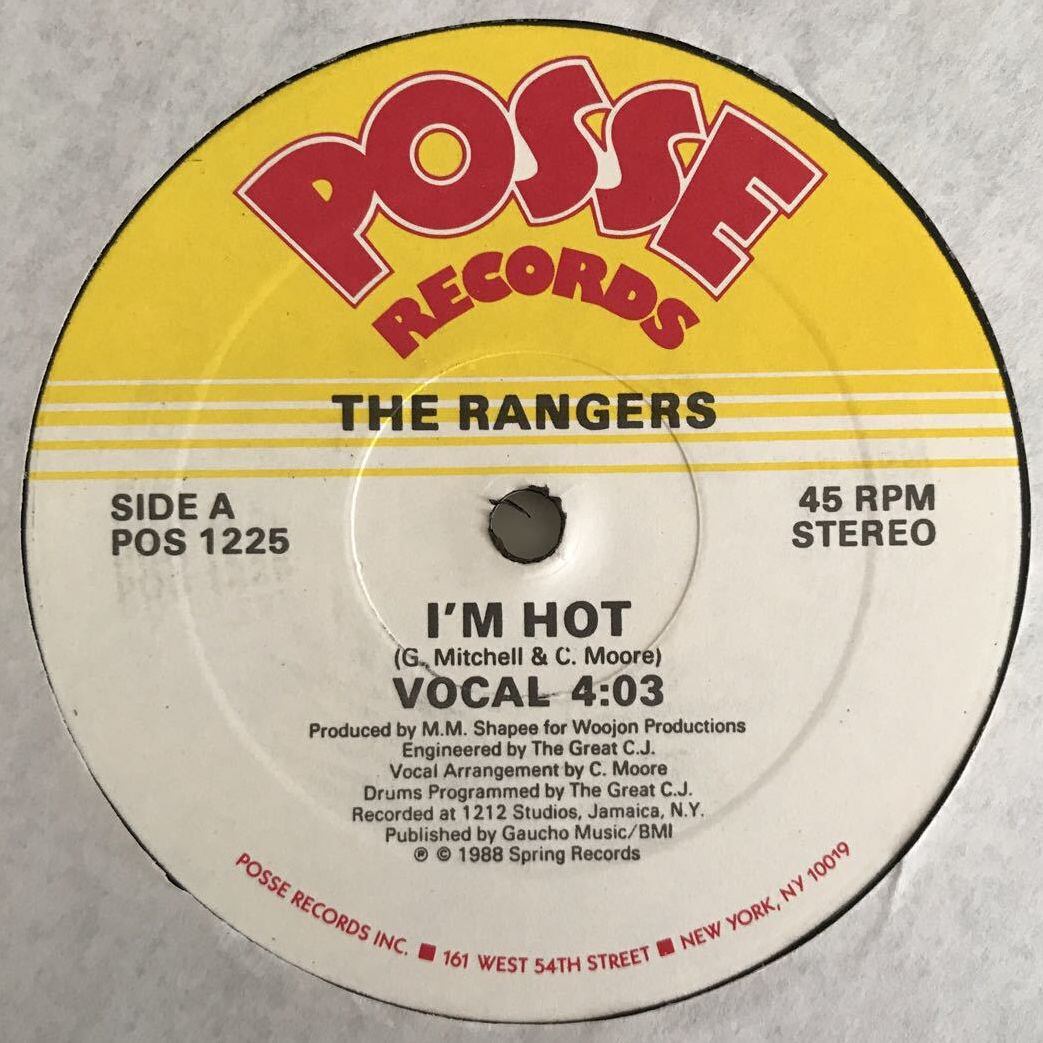 POSSE
RECORDS
THE RANGERS
SIDE A
POS 1225
45 RPM
STEREO
I'M HOT
(G. Mitchell & C. Moore)
VOCAL 4:03
Produced by M.M. Shapee for Woojon Productions
Engineered by The Great C.J.
Vocal Arrangement by C. Moore
Drums Programmed by The Great C.J.
Recorded at 1212 Studios, Jamaica, N.Y.
Published by Gaucho Music/BMI
℗ © 1988 Spring Records
POSSE RECORDS INC. ■ 161 WEST 54TH STREET ■ NEW YORK, NY 10019